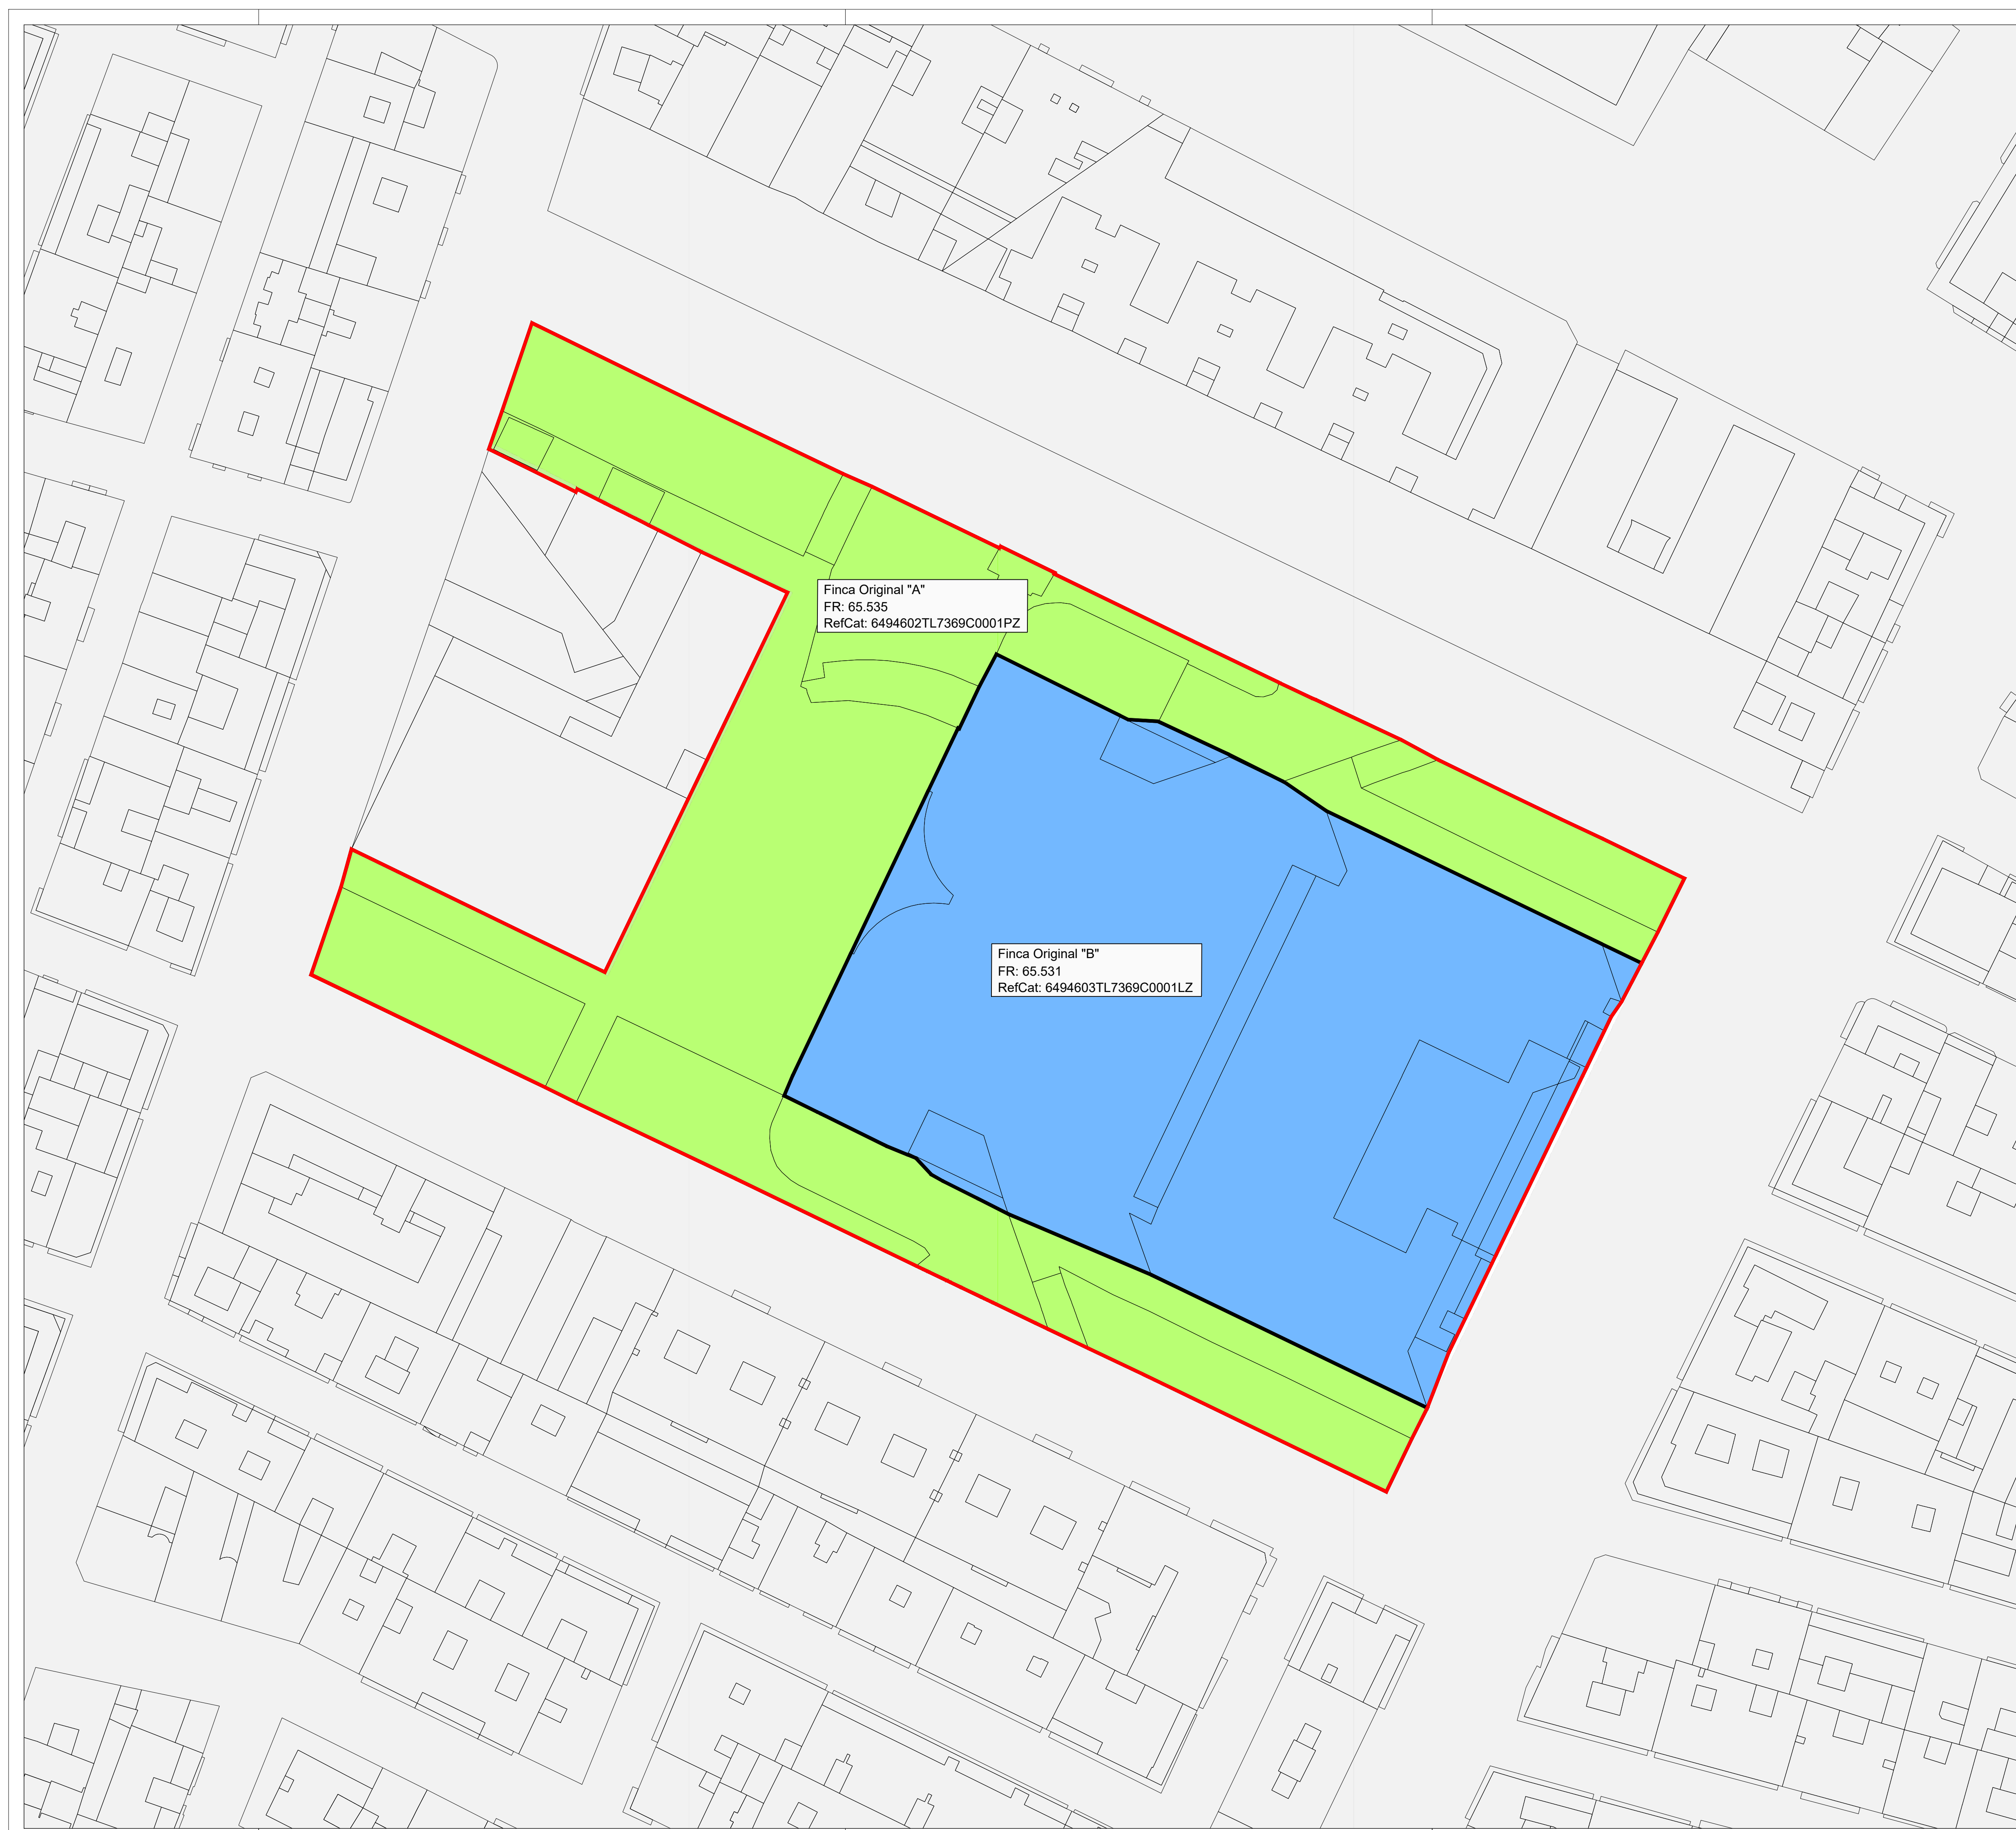 Finca Original "A"
FR: 65.535
RefCat: 6494602TL7369C0001PZ
Finca Original "B"
FR: 65.531
RefCat: 6494603TL7369C0001LZ